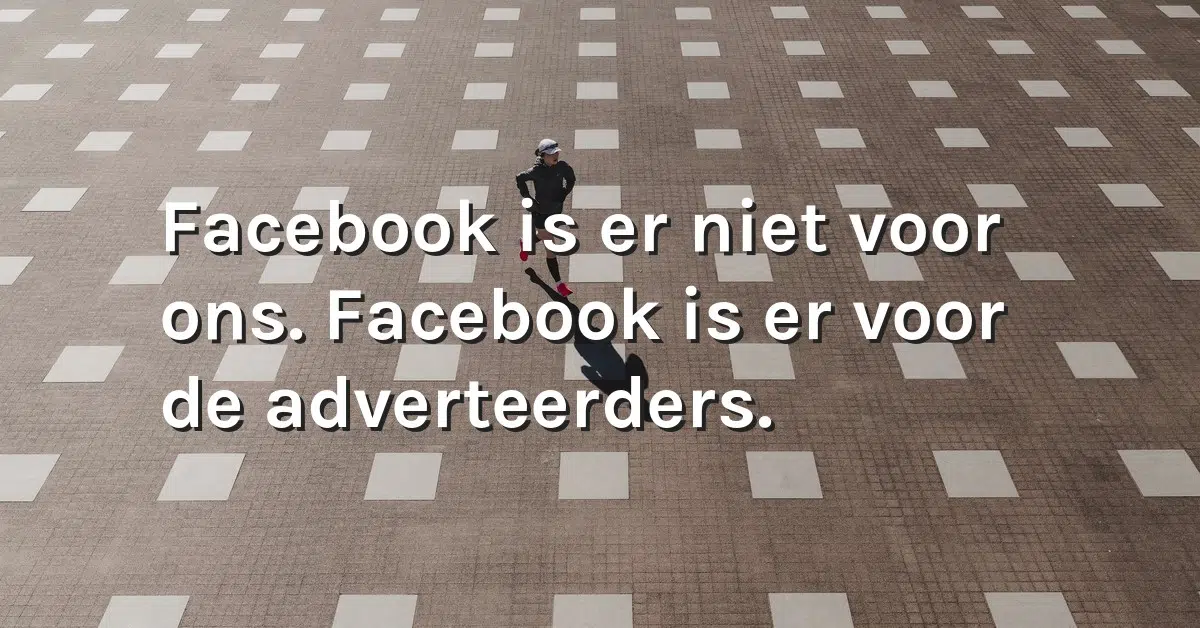 Facebook is er niet voor
ons. Facebook is er voor
de adverteerders.